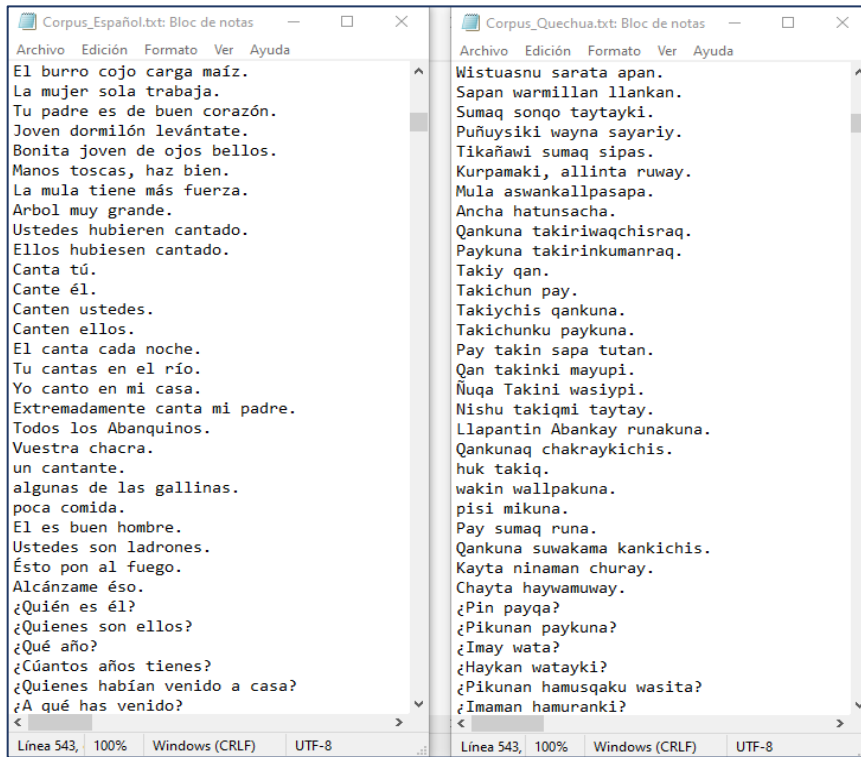 Corpus_Español.txt: Bloc de notas
Archivo Edición Formato Ver Ayuda
El burro cojo carga maíz.
La mujer sola trabaja.
Tu padre es de buen corazón.
Joven dormilón levántate.
Bonita joven de ojos bellos.
Manos toscas, haz bien.
La mula tiene más fuerza.
Arbol muy grande.
Ustedes hubieren cantado.
Ellos hubiesen cantado.
Canta tú.
Cante él.
Canten ustedes.
Canten ellos.
El canta cada noche.
Tu cantas en el río.
Yo canto en mi casa.
Extremadamente canta mi padre.
Todos los Abanquinos.
Vuestra chacra.
un cantante.
algunas de las gallinas.
poca comida.
El es buen hombre.
Ustedes son ladrones.
Ésto pon al fuego.
Alcánzame éso.
¿Quién es él?
¿Quienes son ellos?
¿Qué año?
¿Cúantos años tienes?
¿Quienes habían venido a casa?
¿A qué has venido?
Línea 543, 100% Windows (CRLF) UTF-8
Corpus_Quechua.txt: Bloc de notas
Archivo Edición Formato Ver Ayuda
Wistuasnu sarata apan.
Sapan warmillan llankan.
Sumaq sonqo taytayki.
Puñuysiki wayna sayariy.
Tikañawi sumaq sipas.
Kurpamaki, allinta ruway.
Mula aswankallpasapa.
Ancha hatunsacha.
Qankuna takiriwaqchisraq.
Paykuna takirinkumanraq.
Takiy qan.
Takichun pay.
Takiychis qankuna.
Takichunku paykuna.
Pay takin sapa tutan.
Qan takinki mayupi.
Ñuqa Takini wasiypi.
Nishu takiqmi taytay.
Llapantin Abankay runakuna.
Qankunaq chakraykichis.
huk takiq.
wakin wallpakuna.
pisi mikuna.
Pay sumaq runa.
Qankuna suwakama kankichis.
Kayta ninaman churay.
Chayta haywamuway.
¿Pin payqa?
¿Pikunan paykuna?
¿Imay wata?
¿Haykan watayki?
¿Pikunan hamusqaku wasita?
¿Imaman hamuranki?
Línea 543, 100% Windows (CRLF) UTF-8